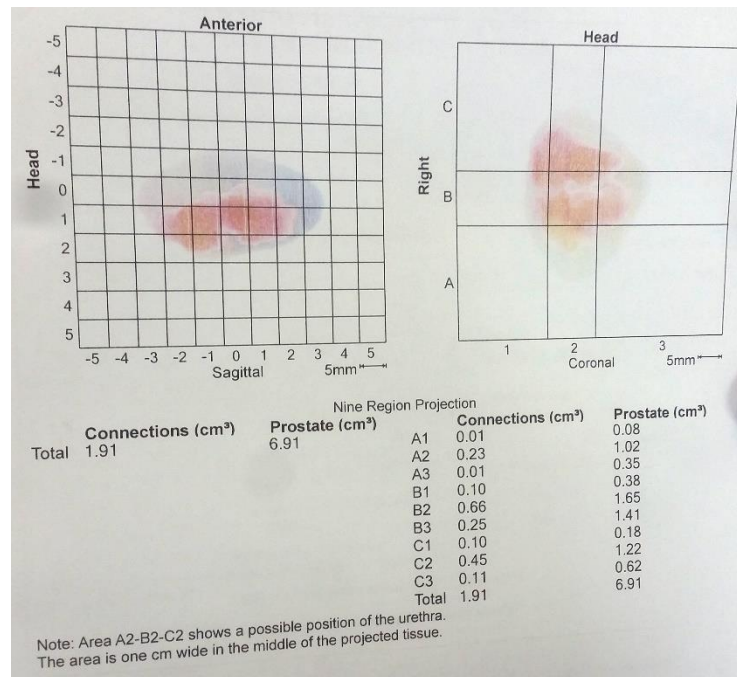 Anterior
-5
-4
-3
-2
-1
0
1
2
3
4
5
Head
-5 -4 -3 -2 -1 0 1 2 3 4 5
Sagittal 5mm
Head
C
B
A
Right
1 2 3
Coronal 5mm
Nine Region Projection
Connections (cm³) Prostate (cm³)
Total 1.91 6.91
Connections (cm³) Prostate (cm³)
A1 0.01 0.08
A2 0.23 1.02
A3 0.01 0.35
B1 0.10 0.38
B2 0.66 1.65
B3 0.25 1.41
C1 0.10 0.18
C2 0.45 1.22
C3 0.11 0.62
Total 1.91 6.91
Note: Area A2-B2-C2 shows a possible position of the urethra.
The area is one cm wide in the middle of the projected tissue.